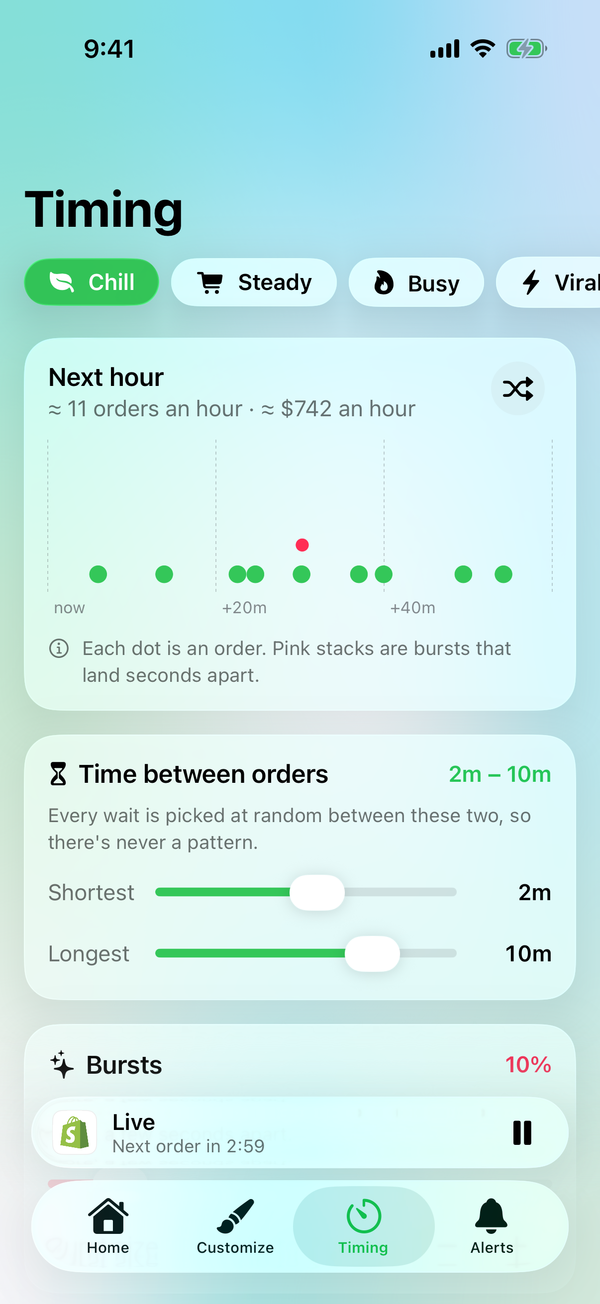 9:41
Timing
Chill
Steady
Busy
Viral
Next hour
≈ 11 orders an hour · ≈ $742 an hour
now
+20m
+40m
Each dot is an order. Pink stacks are bursts that
land seconds apart.
Time between orders
2m – 10m
Every wait is picked at random between these two, so
there's never a pattern.
Shortest
2m
Longest
10m
Bursts
10%
Live
Next order in 2:59
Home
Customize
Timing
Alerts